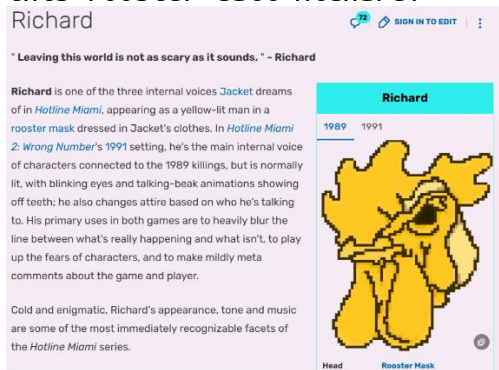 Richard
72 SIGN IN TO EDIT
" Leaving this world is not as scary as it sounds. " - Richard
Richard is one of the three internal voices Jacket dreams
of in Hotline Miami, appearing as a yellow-lit man in a
rooster mask dressed in Jacket's clothes. In Hotline Miami
2: Wrong Number's 1991 setting, he's the main internal voice
of characters connected to the 1989 killings, but is normally
lit, with blinking eyes and talking-beak animations showing
off teeth; he also changes attire based on who he's talking
to. His primary uses in both games are to heavily blur the
line between what's really happening and what isn't, to play
up the fears of characters, and to make mildly meta
comments about the game and player.
Cold and enigmatic, Richard's appearance, tone and music
are some of the most immediately recognizable facets of
the Hotline Miami series.
Richard
1989 1991
Head Rooster Mask